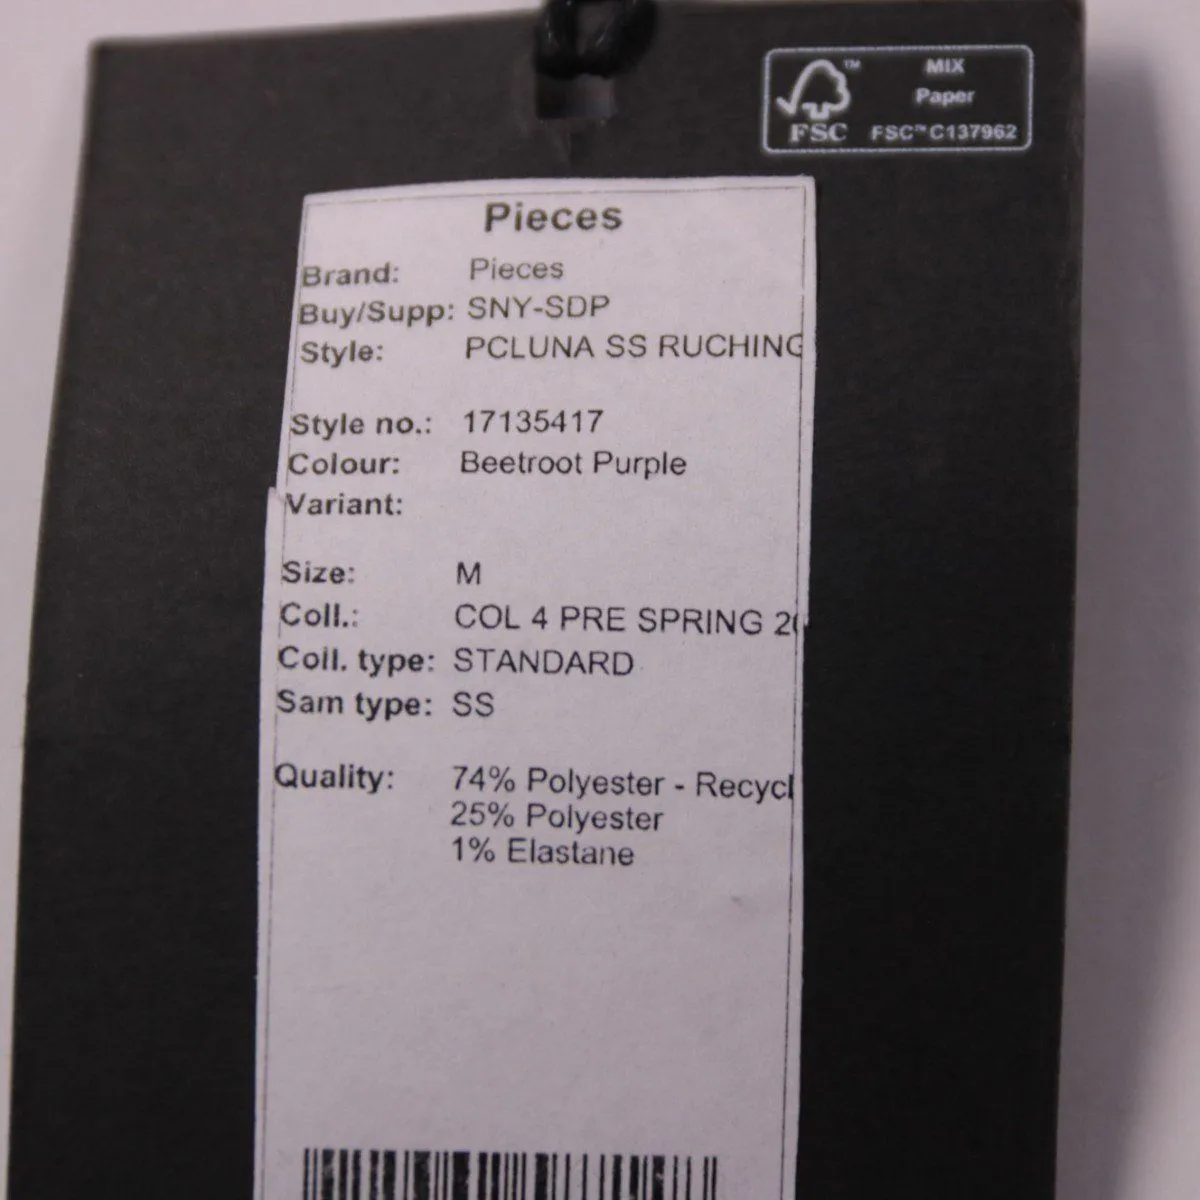 MIX
Paper
FSC™ C137962
FSC
Pieces
Brand: Pieces
Buy/Supp: SNY-SDP
Style: PCLUNA SS RUCHING
Style no.: 17135417
Colour: Beetroot Purple
Variant:
Size: M
Coll.: COL 4 PRE SPRING 20
Coll. type: STANDARD
Sam type: SS
Quality: 74% Polyester - Recycl
25% Polyester
1% Elastane